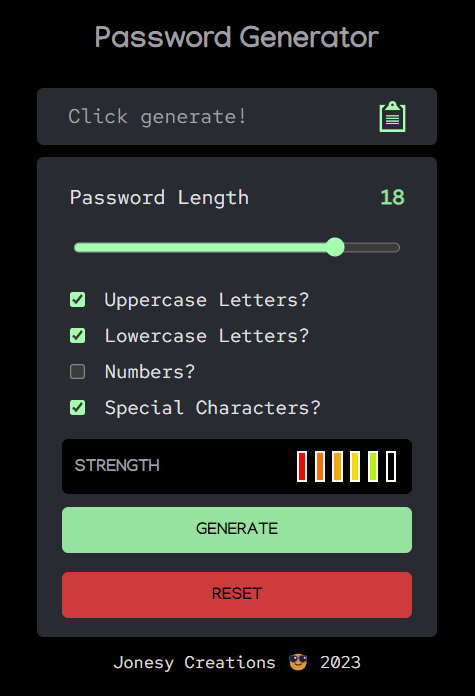 Password Generator
Click generate!
Password Length 18
Uppercase Letters?
Lowercase Letters?
Numbers?
Special Characters?
STRENGTH
GENERATE
RESET
Jonesy Creations 😎 2023